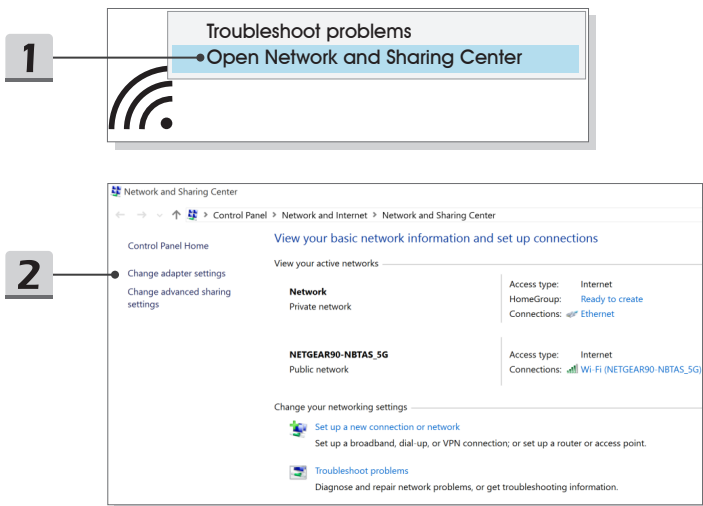 1
Troubleshoot problems
Open Network and Sharing Center
Network and Sharing Center
Control Panel > Network and Internet > Network and Sharing Center
Control Panel Home
View your basic network information and set up connections
2
Change adapter settings
Change advanced sharing
settings
View your active networks
Network
Private network
Access type: Internet
HomeGroup: Ready to create
Connections: Ethernet
NETGEAR90-NBTAS_5G
Public network
Access type: Internet
Connections: Wi-Fi (NETGEAR90-NBTAS_5G)
Change your networking settings
Set up a new connection or network
Set up a broadband, dial-up, or VPN connection; or set up a router or access point.
Troubleshoot problems
Diagnose and repair network problems, or get troubleshooting information.